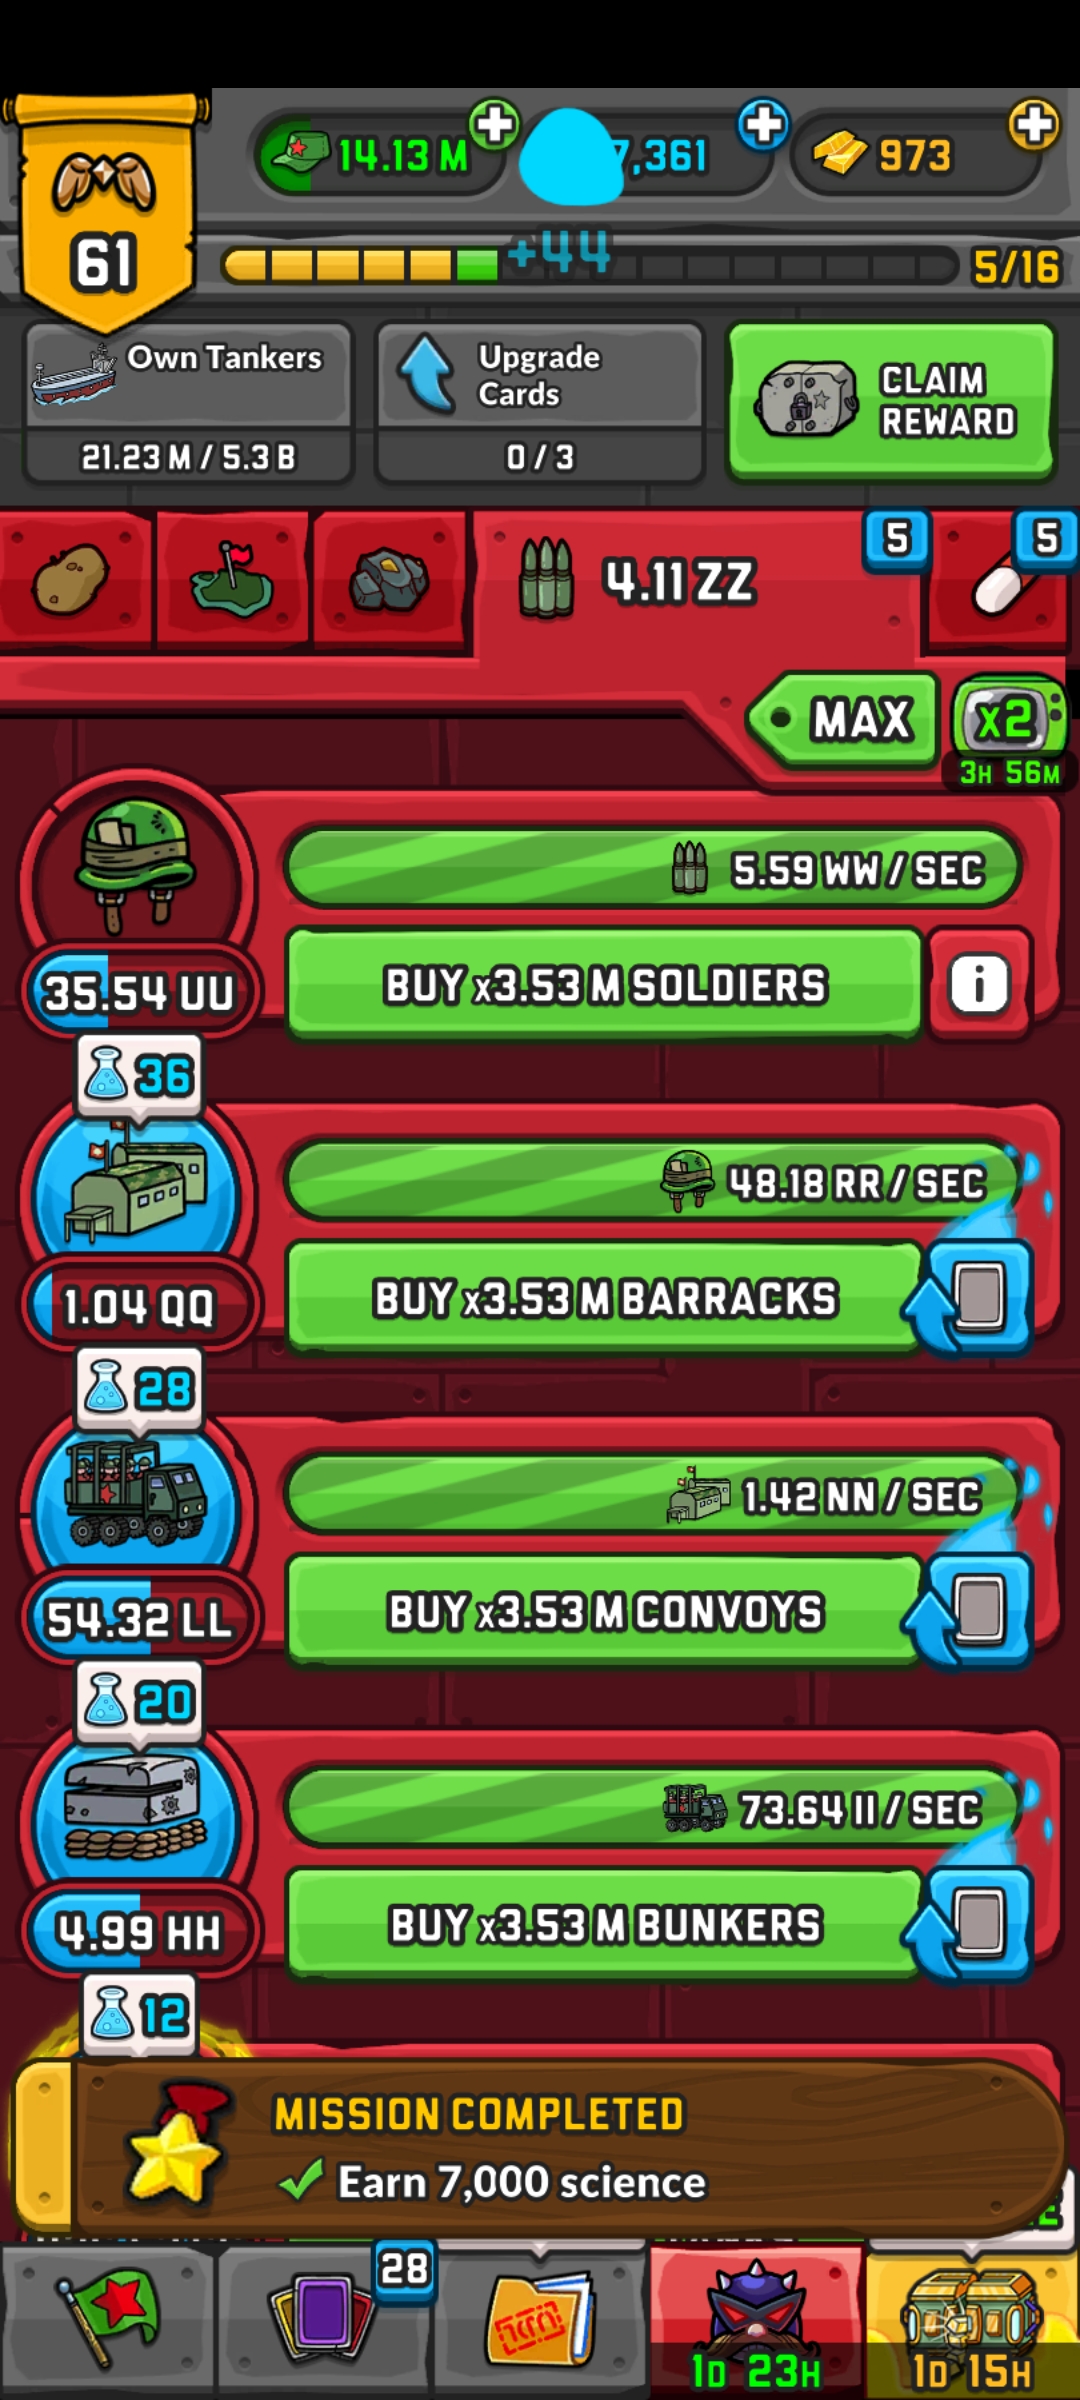 14.13 M
7,361
973
61
+44
5/16
Own Tankers
21.23 M / 5.3 B
Upgrade
Cards
0 / 3
CLAIM
REWARD
4.11 ZZ
5
5
MAX
x2
3H 56M
5.59 WW / SEC
35.54 UU
BUY x3.53 M SOLDIERS
i
36
48.18 RR / SEC
1.04 QQ
BUY x3.53 M BARRACKS
28
1.42 NN / SEC
54.32 LL
BUY x3.53 M CONVOYS
20
73.64 II / SEC
4.99 HH
BUY x3.53 M BUNKERS
12
MISSION COMPLETED
Earn 7,000 science
28
1D 23H
1D 15H